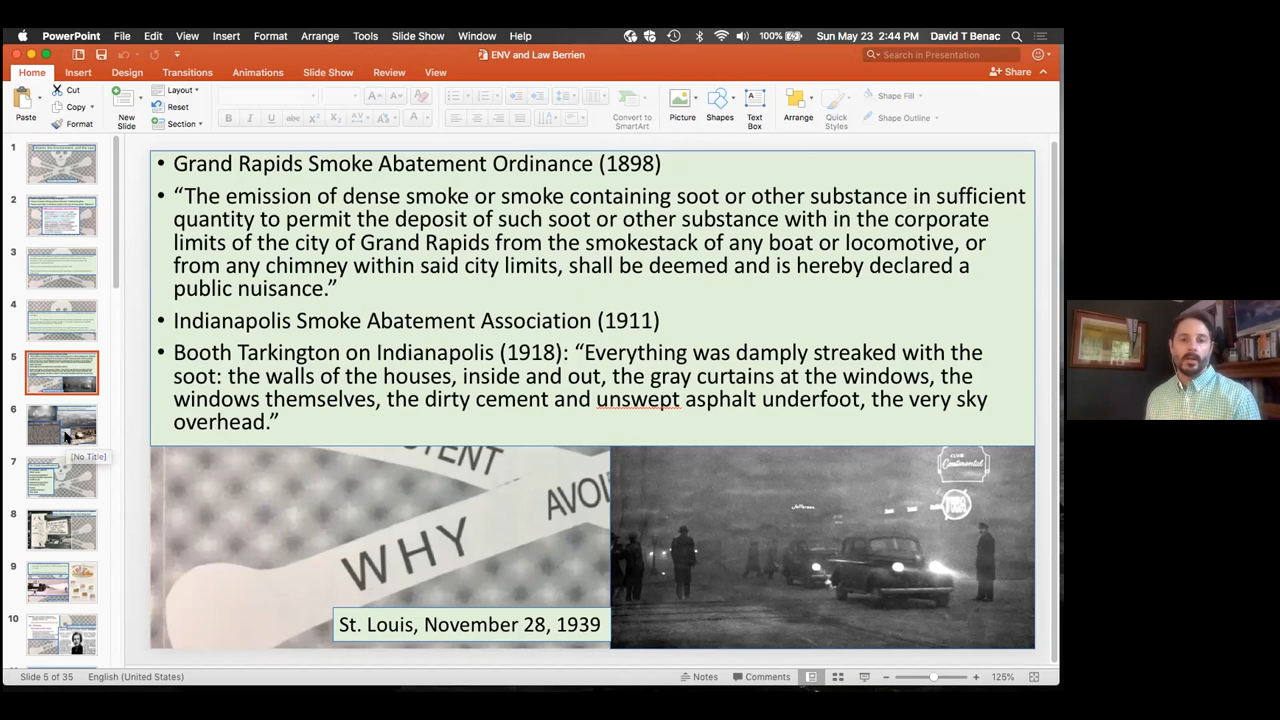 PowerPoint File Edit View Insert Format Arrange Tools Slide Show Window Help 100% Sun May 23 2:44 PM David T Benac
ENV and Law Berrien
Search in Presentation
Home Insert Design Transitions Animations Slide Show Review View
Share
Paste
Cut
Copy
Format
New Slide
Layout
Reset
Section
B I U abc X² X₂ AV Aa A
Convert to SmartArt
Picture
Shapes
Text Box
Arrange
Quick Styles
Shape Fill
Shape Outline
1
2
3
4
5
6
[No Title]
7
8
9
10
• Grand Rapids Smoke Abatement Ordinance (1898)
• “The emission of dense smoke or smoke containing soot or other substance in sufficient
quantity to permit the deposit of such soot or other substance with in the corporate
limits of the city of Grand Rapids from the smokestack of any boat or locomotive, or
from any chimney within said city limits, shall be deemed and is hereby declared a
public nuisance.”
• Indianapolis Smoke Abatement Association (1911)
• Booth Tarkington on Indianapolis (1918): “Everything was damply streaked with the
soot: the walls of the houses, inside and out, the gray curtains at the windows, the
windows themselves, the dirty cement and unswept asphalt underfoot, the very sky
overhead.”
WHY
St. Louis, November 28, 1939
Continental
Slide 5 of 35
English (United States)
Notes
Comments
125%